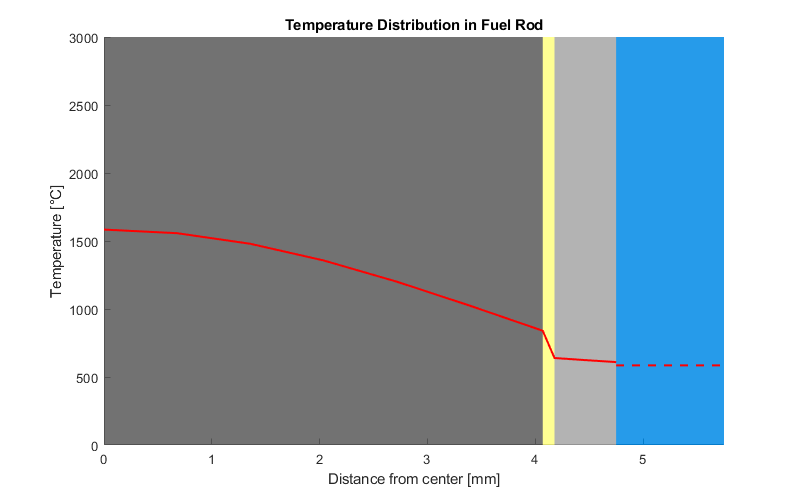 Temperature Distribution in Fuel Rod
3000
2500
2000
1500
1000
500
0
Temperature [°C]
0 1 2 3 4 5
Distance from center [mm]